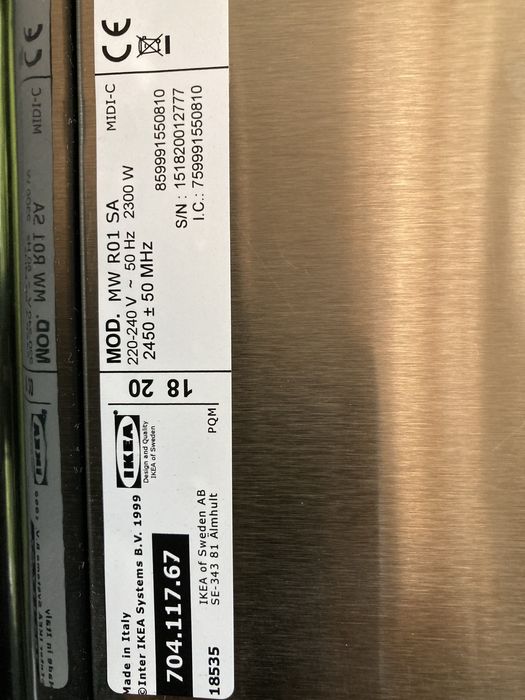 Made in Italy
©Inter IKEA Systems B.V. 1999
704.117.67
IKEA of Sweden AB
SE-343 81 Älmhult
18535
PQM
IKEA
Design and Quality
IKEA of Sweden
18 20
MOD. MW R01 SA
MIDI-C
220-240 V ~ 50 Hz 2300 W
2450 ± 50 MHz
859991550810
S/N : 151820012777
I.C.: 759991550810
CE